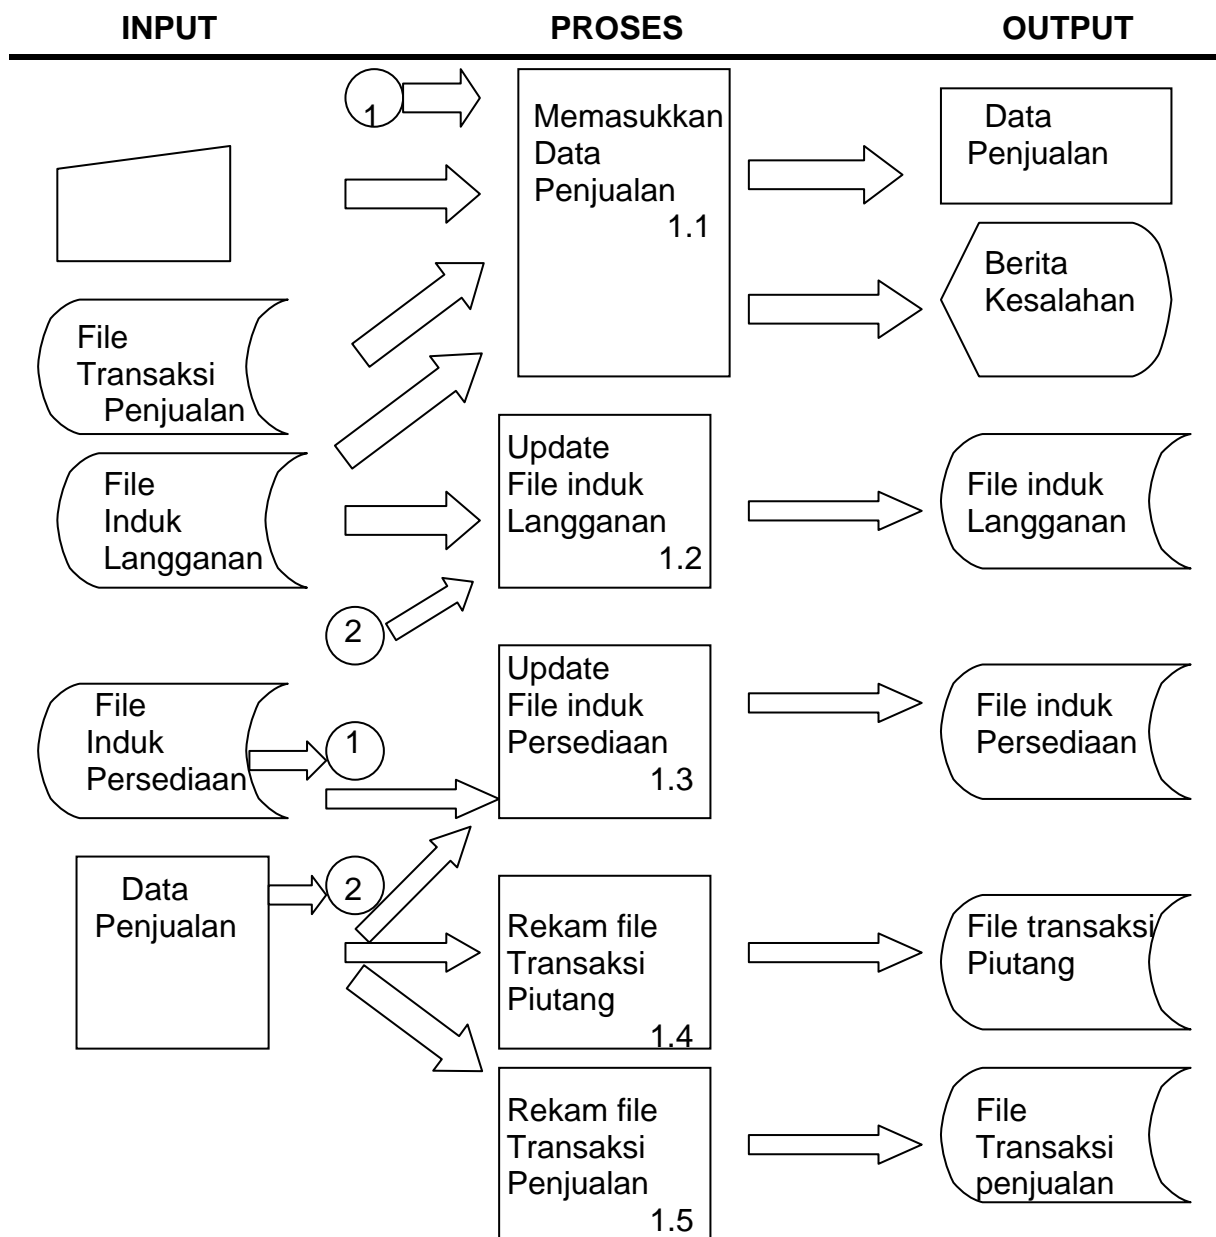 INPUT
PROSES
OUTPUT
1
Memasukkan
Data
Penjualan
1.1
Data
Penjualan
Berita
Kesalahan
File
Transaksi
Penjualan
File
Induk
Langganan
Update
File induk
Langganan
1.2
File induk
Langganan
2
File
Induk
Persediaan
1
Update
File induk
Persediaan
1.3
File induk
Persediaan
Data
Penjualan
2
Rekam file
Transaksi
Piutang
1.4
File transaksi
Piutang
Rekam file
Transaksi
Penjualan
1.5
File
Transaksi
penjualan